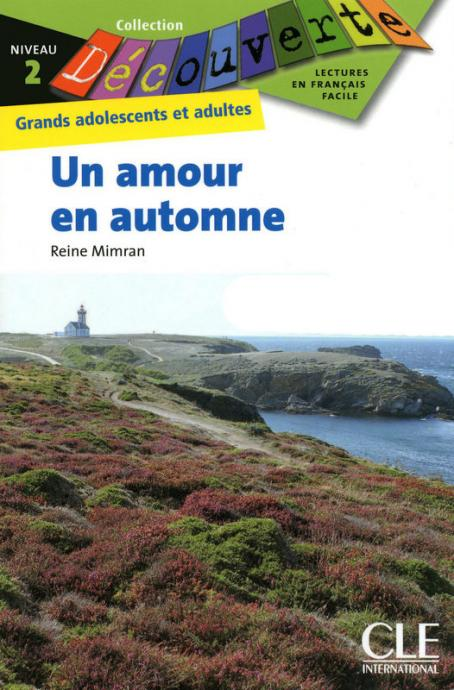 Collection
Découverte
NIVEAU
2
LECTURES
EN FRANÇAIS
FACILE
Grands adolescents et adultes
Un amour
en automne
Reine Mimran
CLE
INTERNATIONAL